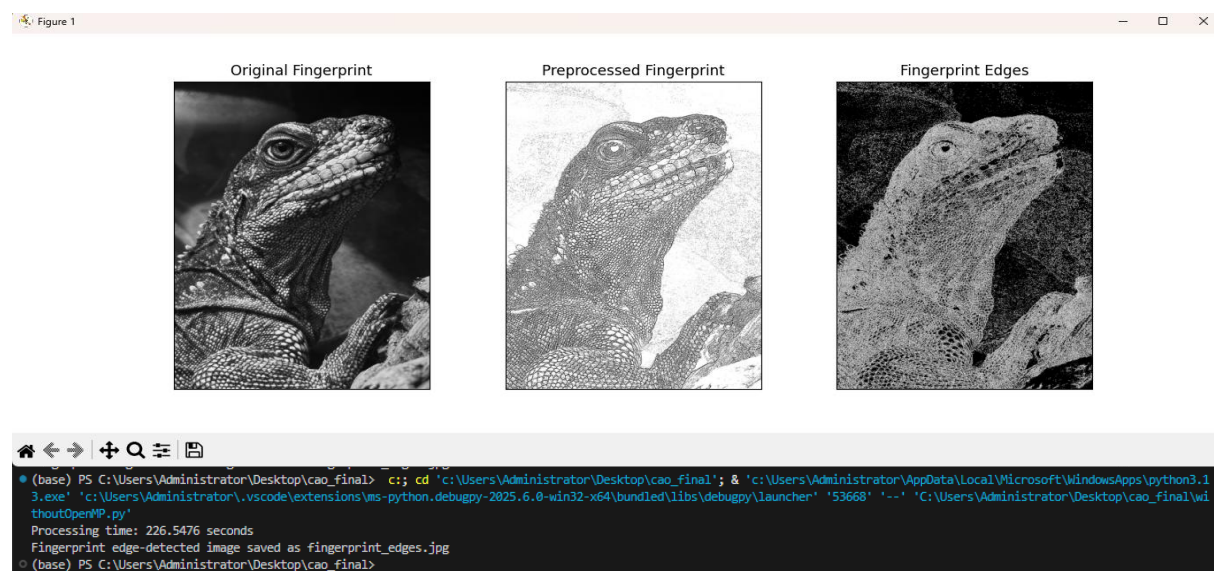 Figure 1
Original Fingerprint
Preprocessed Fingerprint
Fingerprint Edges
(base) PS C:\Users\Administrator\Desktop\cao_final> c:; cd 'c:\Users\Administrator\Desktop\cao_final'; & 'c:\Users\Administrator\AppData\Local\Microsoft\WindowsApps\python3.1
3.exe' 'c:\Users\Administrator\.vscode\extensions\ms-python.debugpy-2025.6.0-win32-x64\bundled\libs\debugpy\launcher' '53668' '--' 'C:\Users\Administrator\Desktop\cao_final\wi
thoutOpenMP.py'
Processing time: 226.5476 seconds
Fingerprint edge-detected image saved as fingerprint_edges.jpg
(base) PS C:\Users\Administrator\Desktop\cao_final>